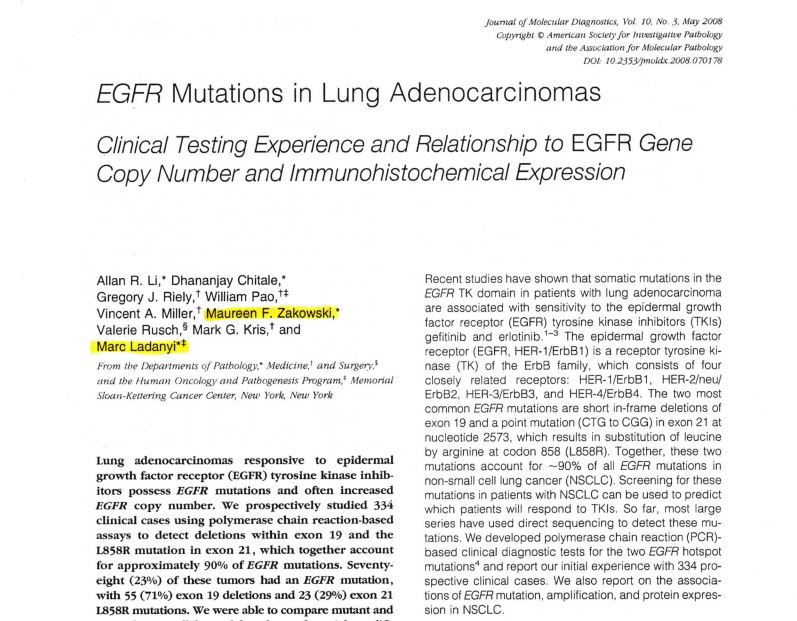 Journal of Molecular Diagnostics, Vol. 10, No. 3, May 2008
Copyright © American Society for Investigative Pathology
and the Association for Molecular Pathology
DOI: 10.2353/jmoldx.2008.070178
EGFR Mutations in Lung Adenocarcinomas
Clinical Testing Experience and Relationship to EGFR Gene
Copy Number and Immunohistochemical Expression
Allan R. Li,* Dhananjay Chitale,*
Gregory J. Riely,† William Pao,†‡
Vincent A. Miller,† Maureen F. Zakowski,*
Valerie Rusch,§ Mark G. Kris,† and
Marc Ladanyi*‡
From the Departments of Pathology,* Medicine,† and Surgery,§
and the Human Oncology and Pathogenesis Program,‡ Memorial
Sloan-Kettering Cancer Center, New York, New York
Lung adenocarcinomas responsive to epidermal
growth factor receptor (EGFR) tyrosine kinase inhib-
itors possess EGFR mutations and often increased
EGFR copy number. We prospectively studied 334
clinical cases using polymerase chain reaction-based
assays to detect deletions within exon 19 and the
L858R mutation in exon 21, which together account
for approximately 90% of EGFR mutations. Seventy-
eight (23%) of these tumors had an EGFR mutation,
with 55 (71%) exon 19 deletions and 23 (29%) exon 21
L858R mutations. We were able to compare mutant and
Recent studies have shown that somatic mutations in the
EGFR TK domain in patients with lung adenocarcinoma
are associated with sensitivity to the epidermal growth
factor receptor (EGFR) tyrosine kinase inhibitors (TKIs)
gefitinib and erlotinib.1–3 The epidermal growth factor
receptor (EGFR, HER-1/ErbB1) is a receptor tyrosine ki-
nase (TK) of the ErbB family, which consists of four
closely related receptors: HER-1/ErbB1, HER-2/neu/
ErbB2, HER-3/ErbB3, and HER-4/ErbB4. The two most
common EGFR mutations are short in-frame deletions of
exon 19 and a point mutation (CTG to CGG) in exon 21 at
nucleotide 2573, which results in substitution of leucine
by arginine at codon 858 (L858R). Together, these two
mutations account for ~90% of all EGFR mutations in
non-small cell lung cancer (NSCLC). Screening for these
mutations in patients with NSCLC can be used to predict
which patients will respond to TKIs. So far, most large
series have used direct sequencing to detect these mu-
tations. We developed polymerase chain reaction (PCR)-
based clinical diagnostic tests for the two EGFR hotspot
mutations4 and report our initial experience with 334 pro-
spective clinical cases. We also report on the associa-
tions of EGFR mutation, amplification, and protein expres-
sion in NSCLC.